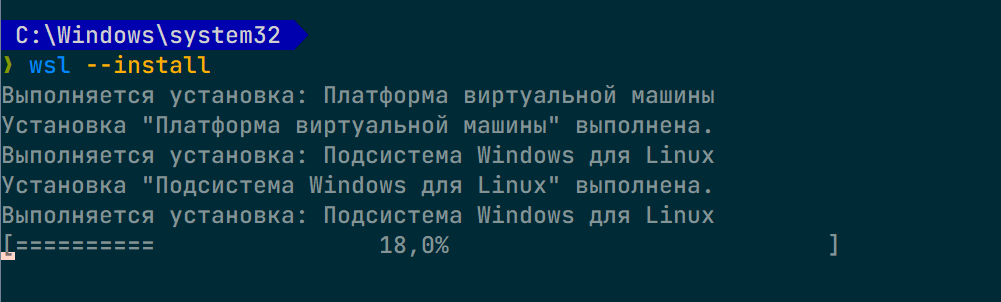 C:\Windows\system32
❯ wsl --install
Выполняется установка: Платформа виртуальной машины
Установка "Платформа виртуальной машины" выполнена.
Выполняется установка: Подсистема Windows для Linux
Установка "Подсистема Windows для Linux" выполнена.
Выполняется установка: Подсистема Windows для Linux
[==========                18,0%                          ]